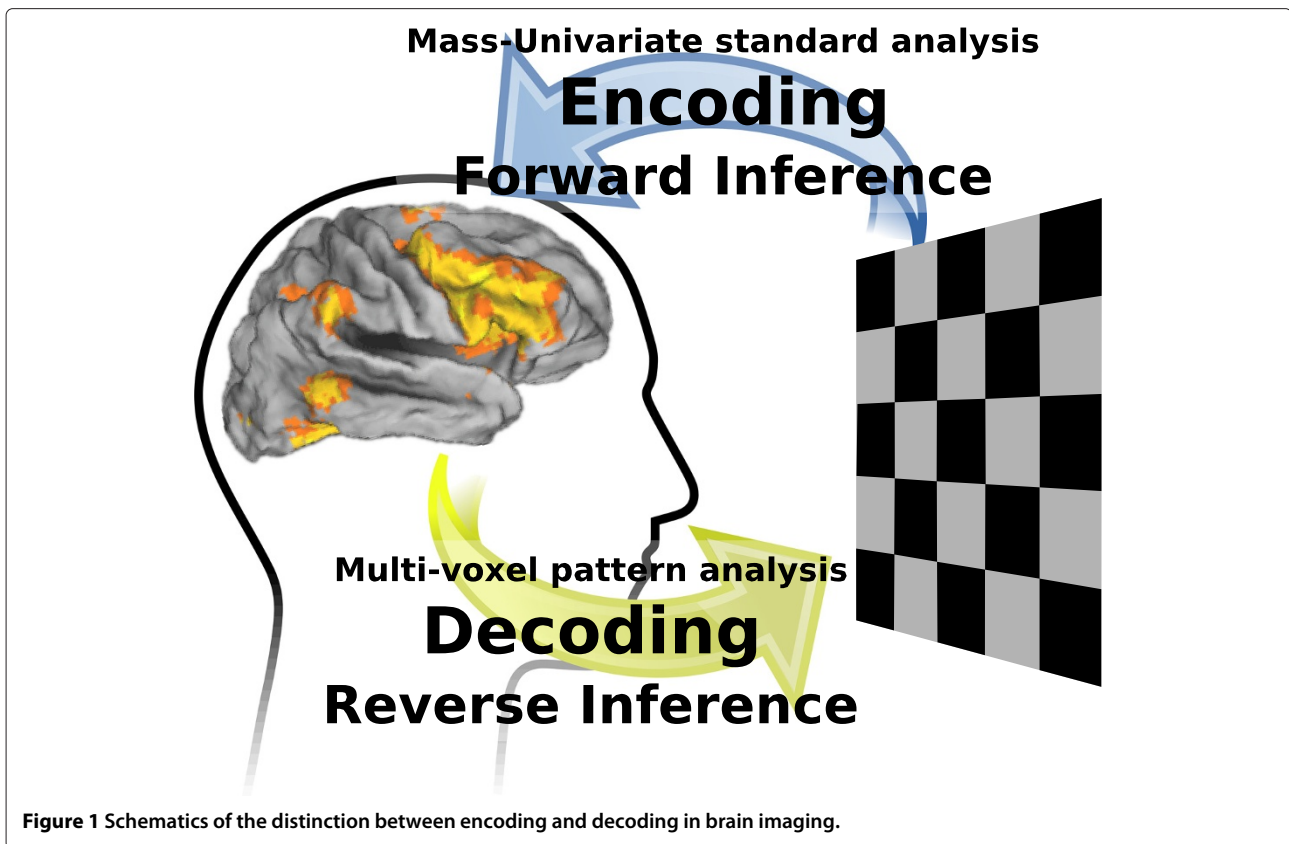 Mass-Univariate standard analysis
Encoding
Forward Inference
Multi-voxel pattern analysis
Decoding
Reverse Inference
Figure 1 Schematics of the distinction between encoding and decoding in brain imaging.